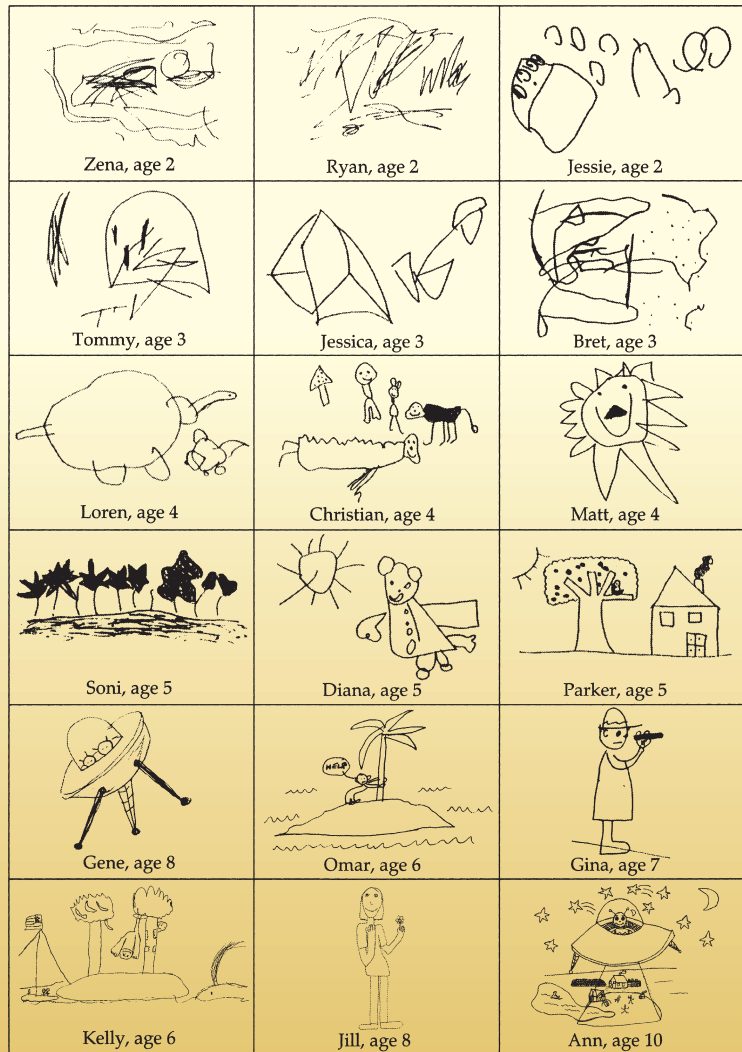 Zena, age 2
Ryan, age 2
Jessie, age 2
Tommy, age 3
Jessica, age 3
Bret, age 3
Loren, age 4
Christian, age 4
Matt, age 4
Soni, age 5
Diana, age 5
Parker, age 5
HELP
Gene, age 8
Omar, age 6
Gina, age 7
Kelly, age 6
Jill, age 8
Ann, age 10